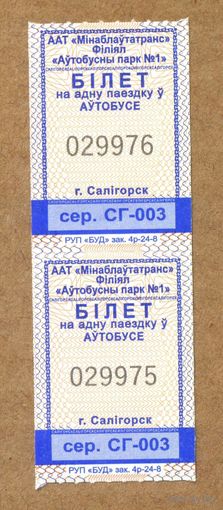 ААТ «Мінаблаўтатранс»
Філіял
«Аўтобусны парк №1»
БІЛЕТ
на адну паездку ў
АЎТОБУСЕ
029976
г. Салігорск
сер. СГ-003
РУП «БУД» зак. 4р-24-8
ААТ «Мінаблаўтатранс»
Філіял
«Аўтобусны парк №1»
БІЛЕТ
на адну паездку ў
АЎТОБУСЕ
029975
г. Салігорск
сер. СГ-003
РУП «БУД» зак. 4р-24-8